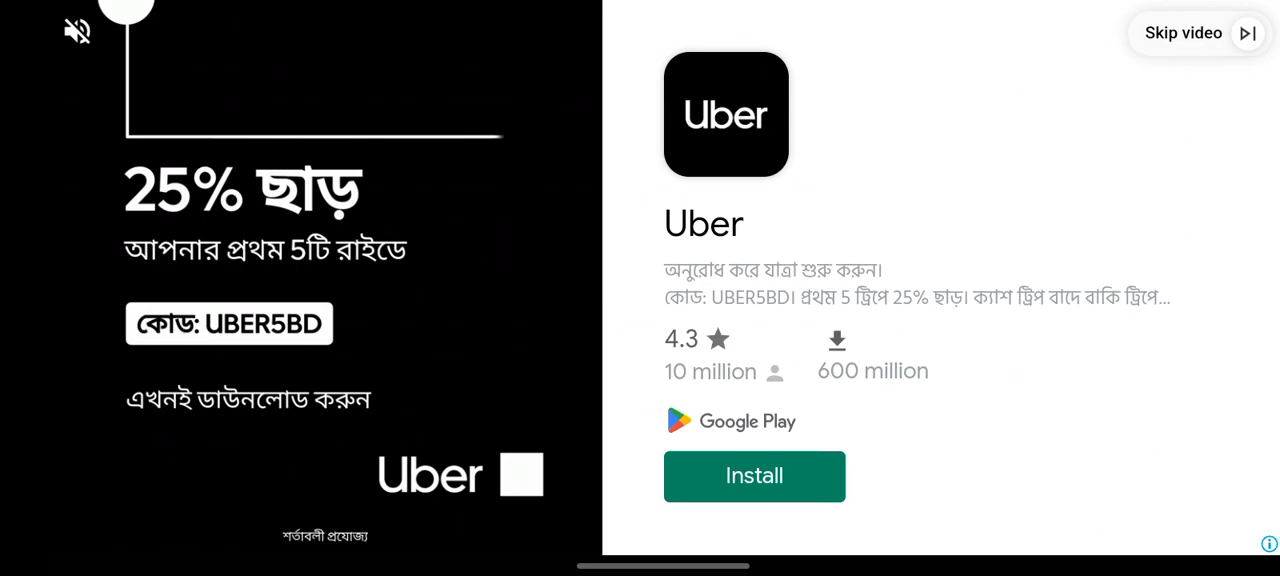 25% ছাড়
আপনার প্রথম 5টি রাইডে
কোড: UBER5BD
এখনই ডাউনলোড করুন
Uber
শর্তাবলী প্রযোজ্য
Skip video
Uber
Uber
অনুরোধ করে যাত্রা শুরু করুন।
কোড: UBER5BD। প্রথম 5 ট্রিপে 25% ছাড়। ক্যাশ ট্রিপ বাদে বাকি ট্রিপে...
4.3
10 million
600 million
Google Play
Install